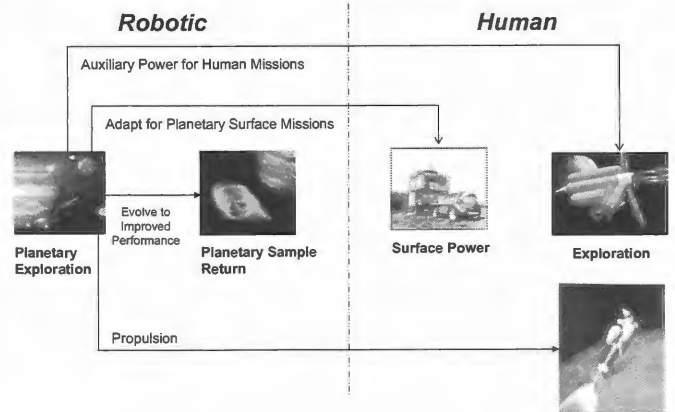 Robotic
Human
Auxiliary Power for Human Missions
Adapt for Planetary Surface Missions
Evolve to
Improved
Performance
Planetary
Exploration
Planetary Sample
Return
Surface Power
Exploration
Propulsion